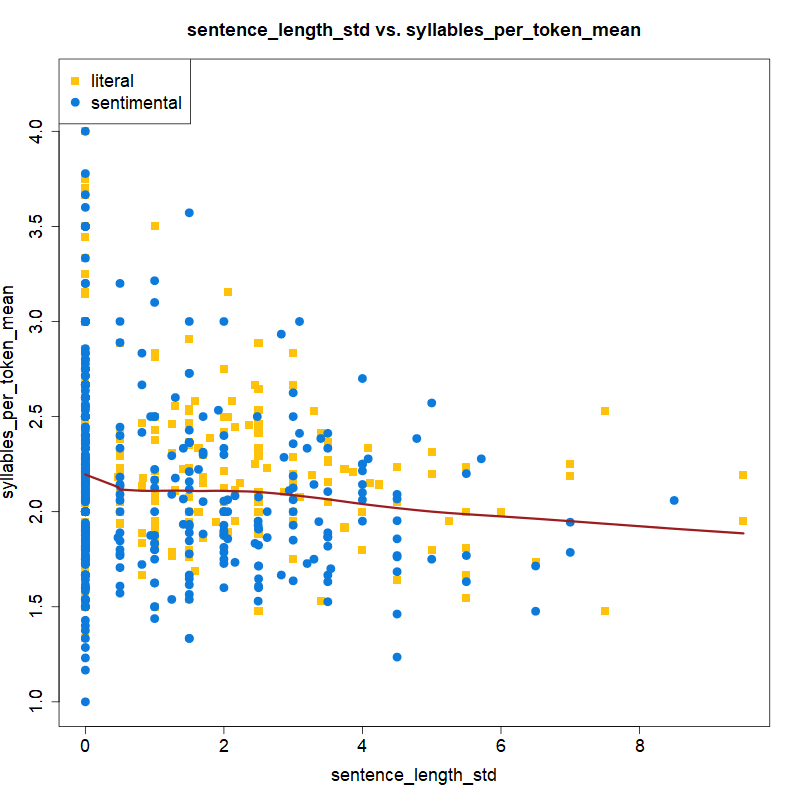 sentence_length_std vs. syllables_per_token_mean
literal
sentimental
syllables_per_token_mean
4.0
3.5
3.0
2.5
2.0
1.5
1.0
0 2 4 6 8
sentence_length_std